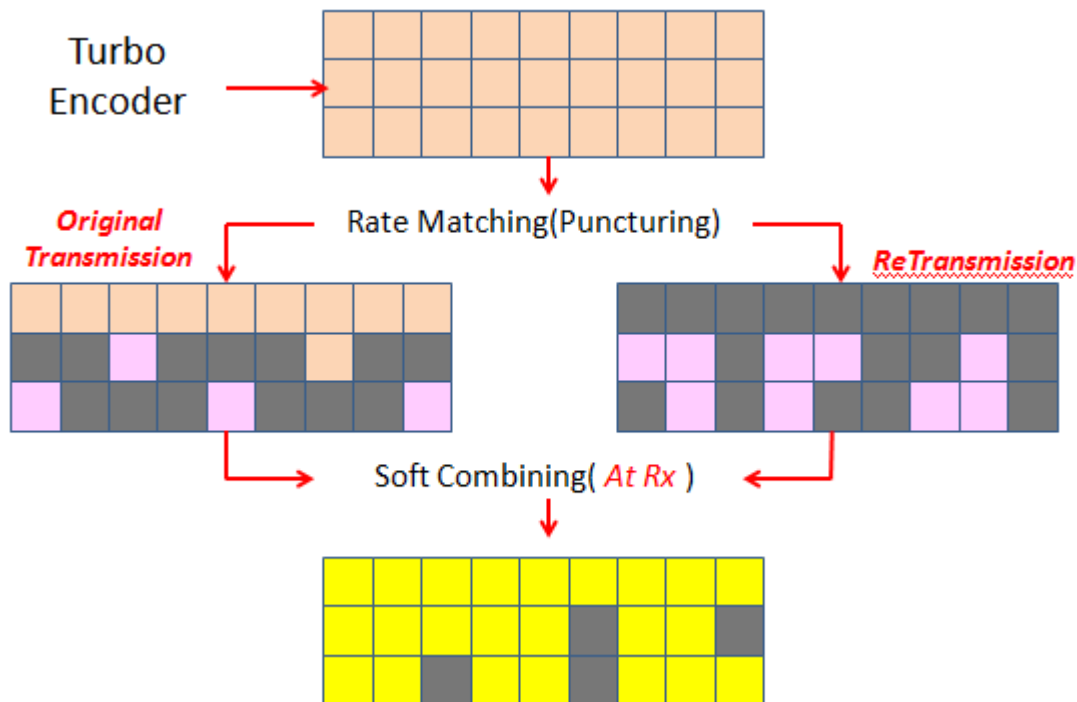 Turbo
Encoder
Rate Matching(Puncturing)
Original
Transmission
ReTransmission
Soft Combining( At Rx )